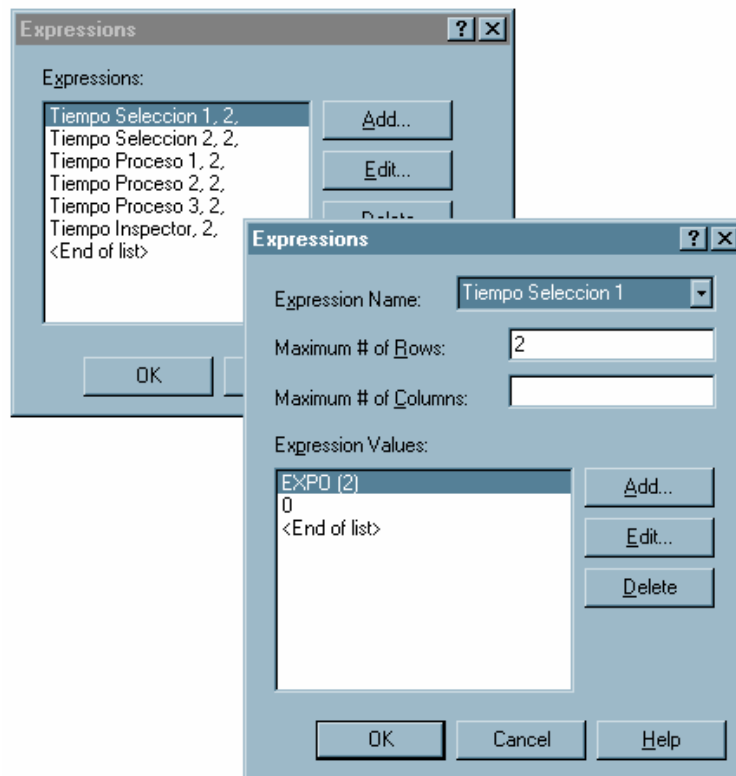 Expressions
Expressions:
Tiempo Seleccion 1, 2,
Tiempo Seleccion 2, 2,
Tiempo Proceso 1, 2,
Tiempo Proceso 2, 2,
Tiempo Proceso 3, 2,
Tiempo Inspector, 2,
<End of list>
Add...
Edit...
Delete
OK
Expressions
Expression Name:
Tiempo Seleccion 1
Maximum # of Rows:
2
Maximum # of Columns:
Expression Values:
EXPO (2)
0
<End of list>
Add...
Edit...
Delete
OK
Cancel
Help